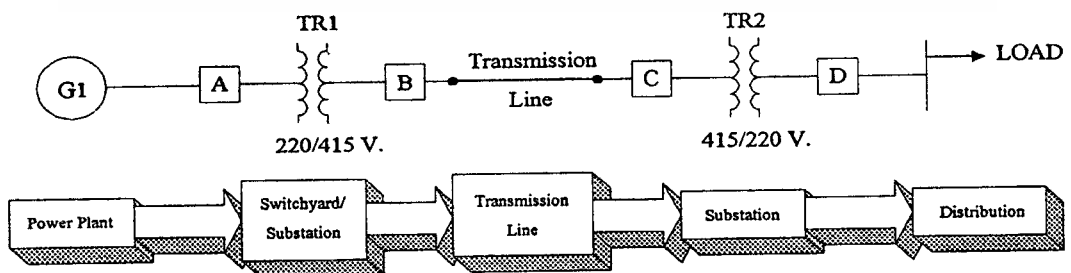 TR1
TR2
G1
A
B
Transmission
Line
C
D
LOAD
220/415 V.
415/220 V.
Power Plant
Switchyard/
Substation
Transmission
Line
Substation
Distribution